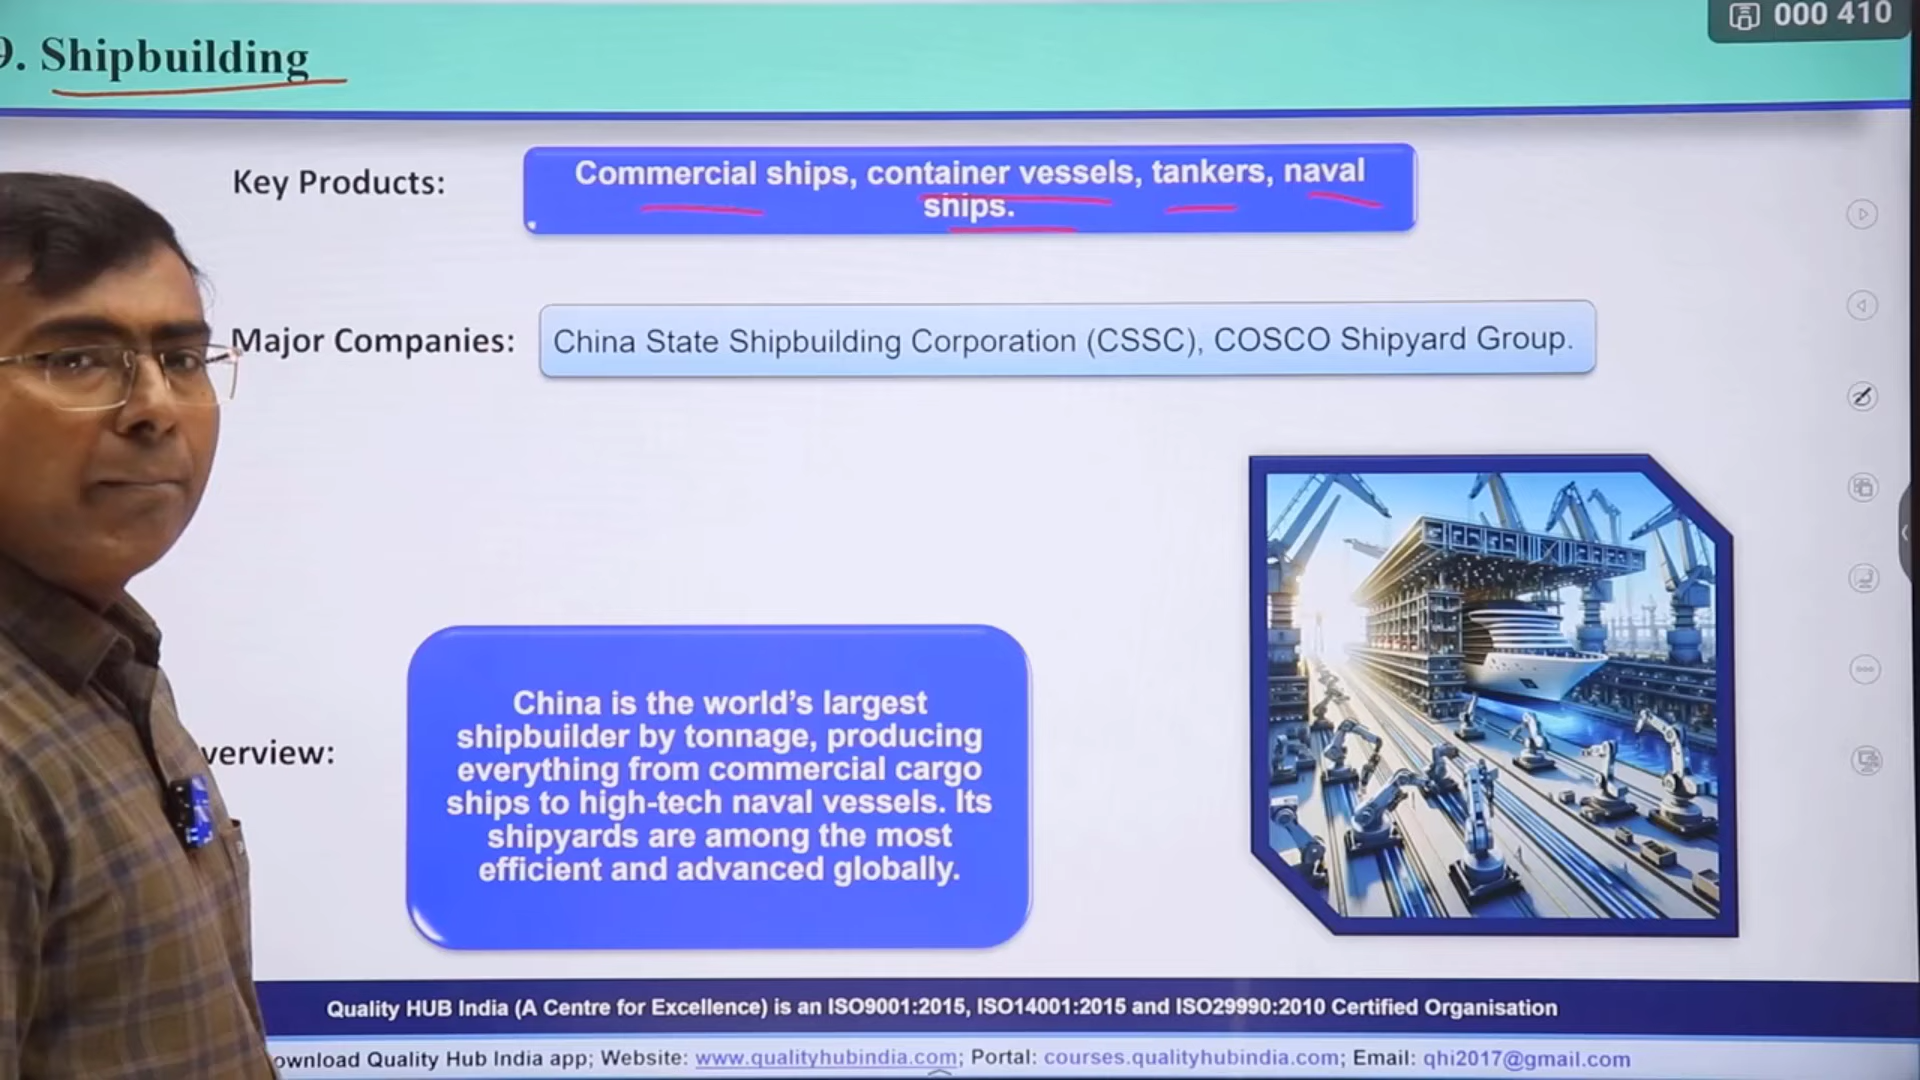 9. Shipbuilding
000 410
Key Products:
Commercial ships, container vessels, tankers, naval
ships.
Major Companies:
China State Shipbuilding Corporation (CSSC), COSCO Shipyard Group.
verview:
China is the world's largest
shipbuilder by tonnage, producing
everything from commercial cargo
ships to high-tech naval vessels. Its
shipyards are among the most
efficient and advanced globally.
Quality HUB India (A Centre for Excellence) is an ISO9001:2015, ISO14001:2015 and ISO29990:2010 Certified Organisation
ownload Quality Hub India app; Website: www.qualityhubindia.com; Portal: courses.qualityhubindia.com; Email: qhi2017@gmail.com